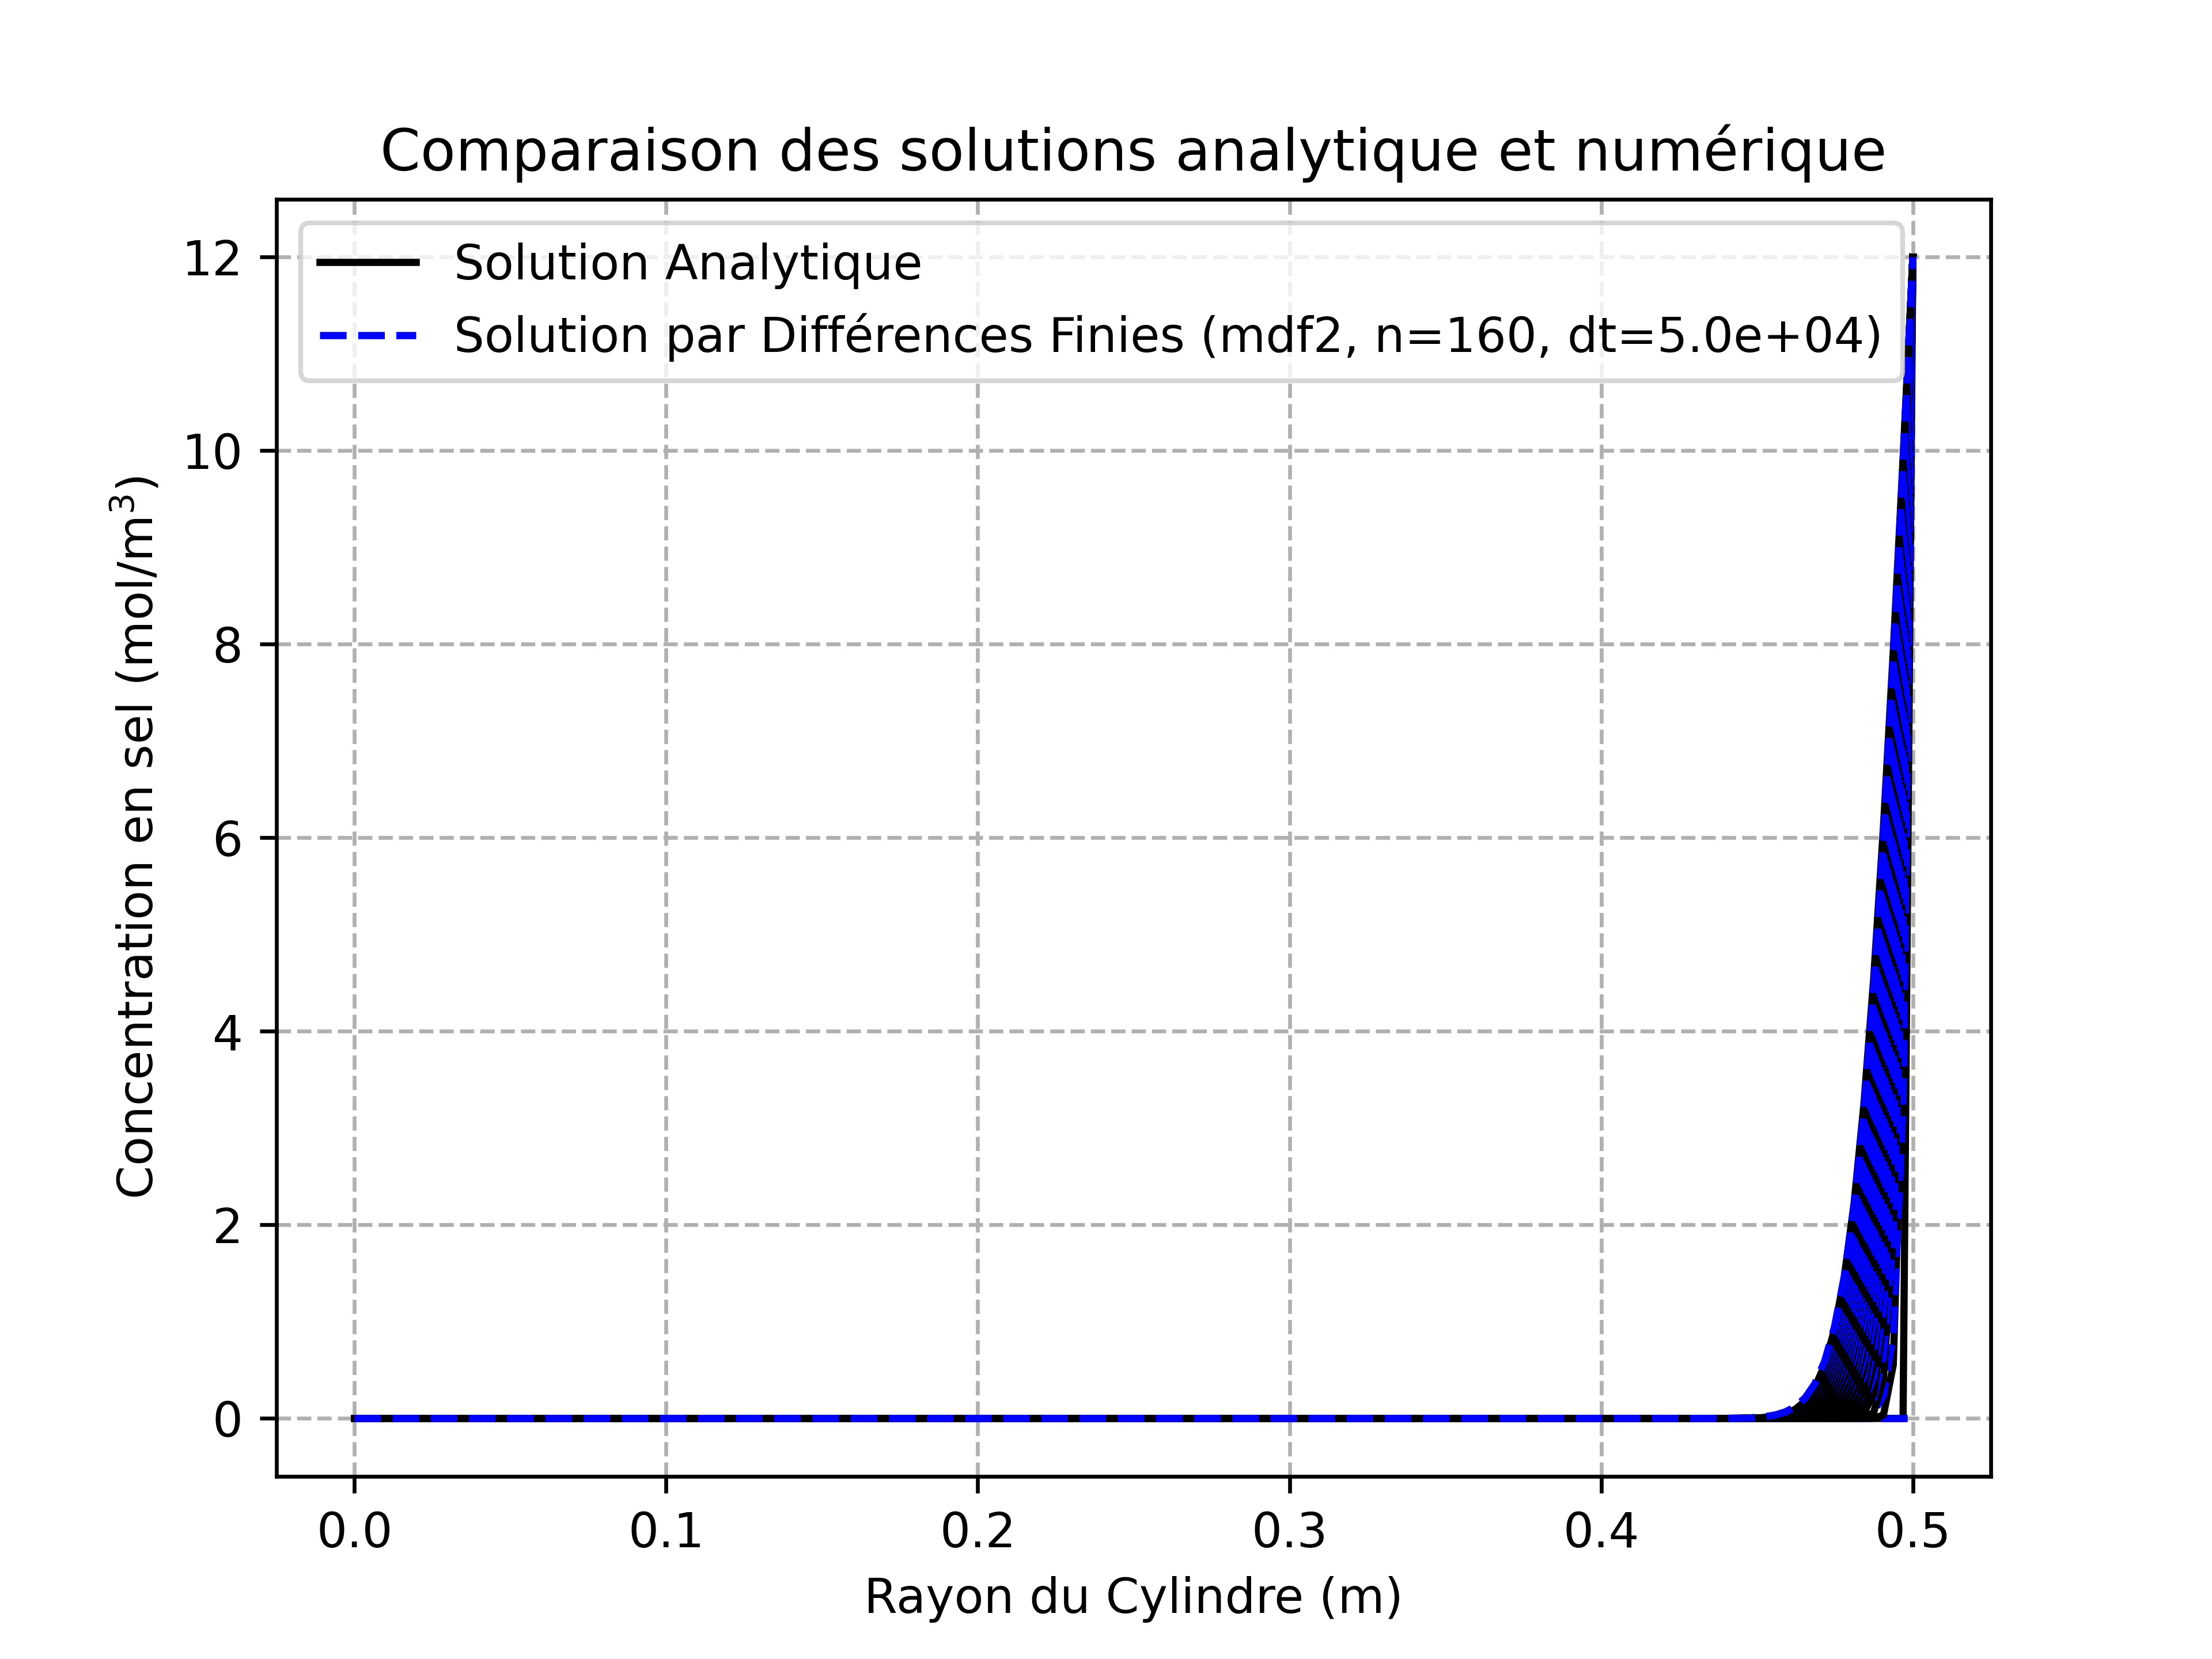 Comparaison des solutions analytique et numérique
Solution Analytique
Solution par Différences Finies (mdf2, n=160, dt=5.0e+04)
Concentration en sel (mol/m³)
12
10
8
6
4
2
0
0.0 0.1 0.2 0.3 0.4 0.5
Rayon du Cylindre (m)